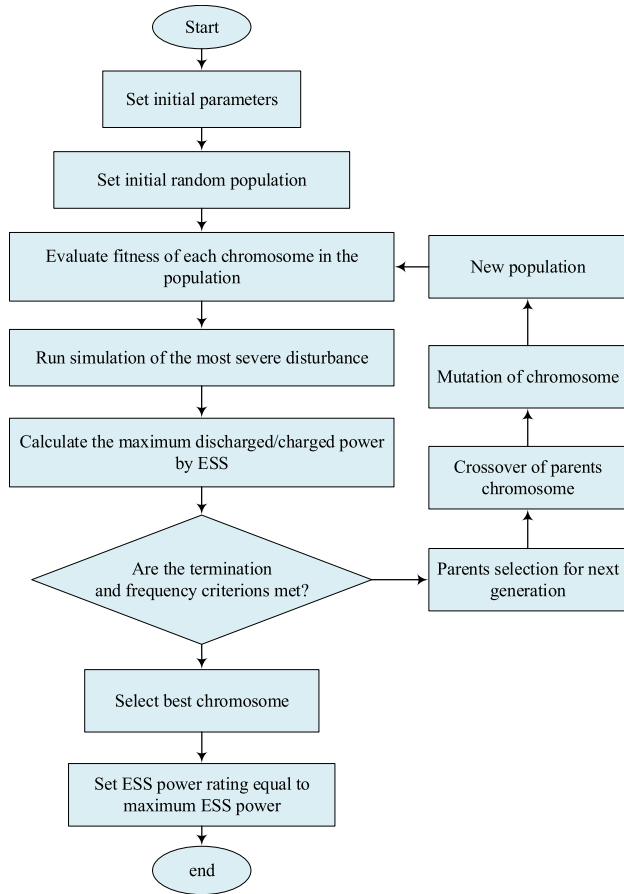 Start
Set initial parameters
Set initial random population
Evaluate fitness of each chromosome in the
population
Run simulation of the most severe disturbance
Calculate the maximum discharged/charged power
by ESS
Are the termination
and frequency criterions met?
Select best chromosome
Set ESS power rating equal to
maximum ESS power
end
New population
Mutation of chromosome
Crossover of parents
chromosome
Parents selection for next
generation